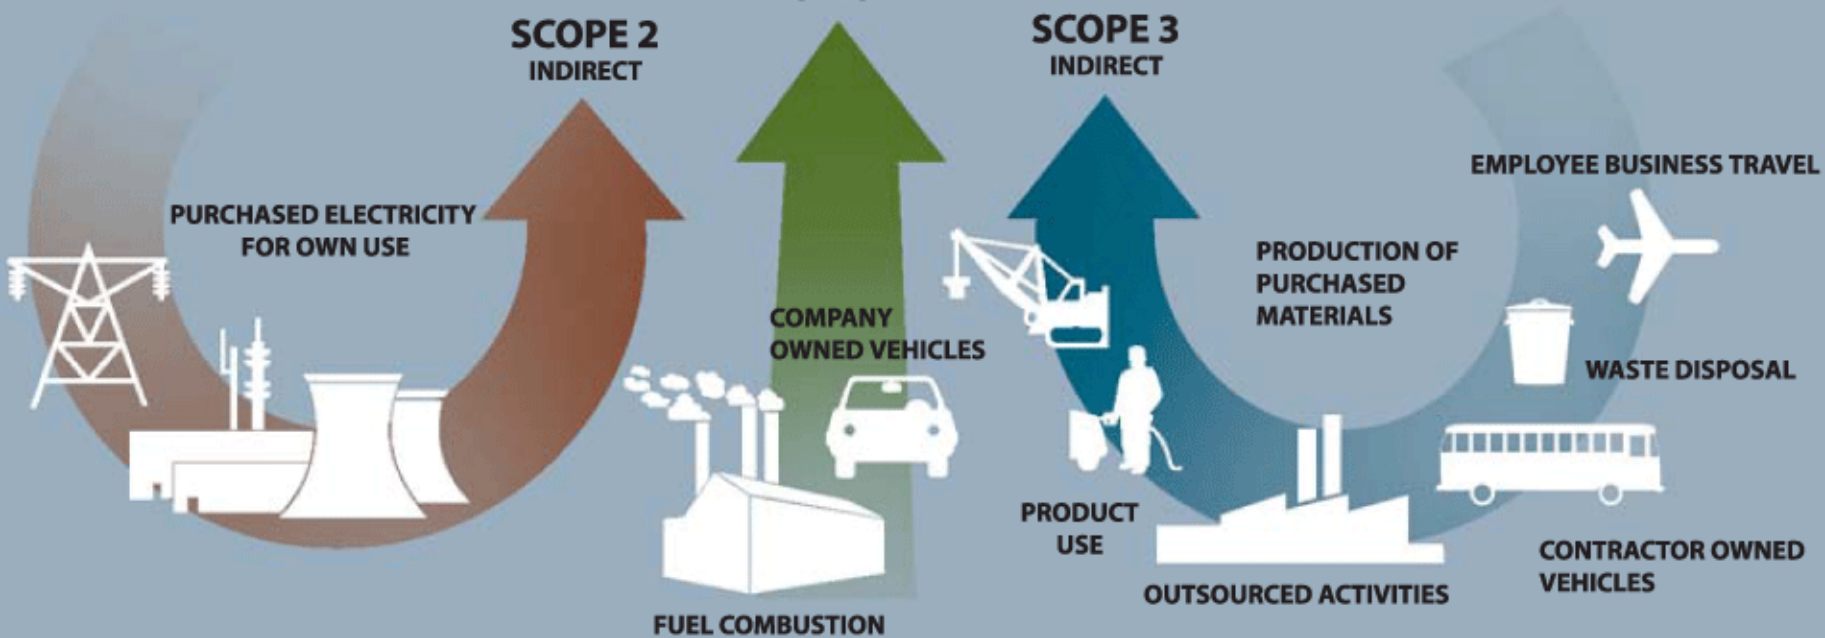 SCOPE 2
INDIRECT
SCOPE 3
INDIRECT
PURCHASED ELECTRICITY
FOR OWN USE
COMPANY
OWNED VEHICLES
FUEL COMBUSTION
EMPLOYEE BUSINESS TRAVEL
PRODUCTION OF
PURCHASED
MATERIALS
WASTE DISPOSAL
PRODUCT
USE
OUTSOURCED ACTIVITIES
CONTRACTOR OWNED
VEHICLES